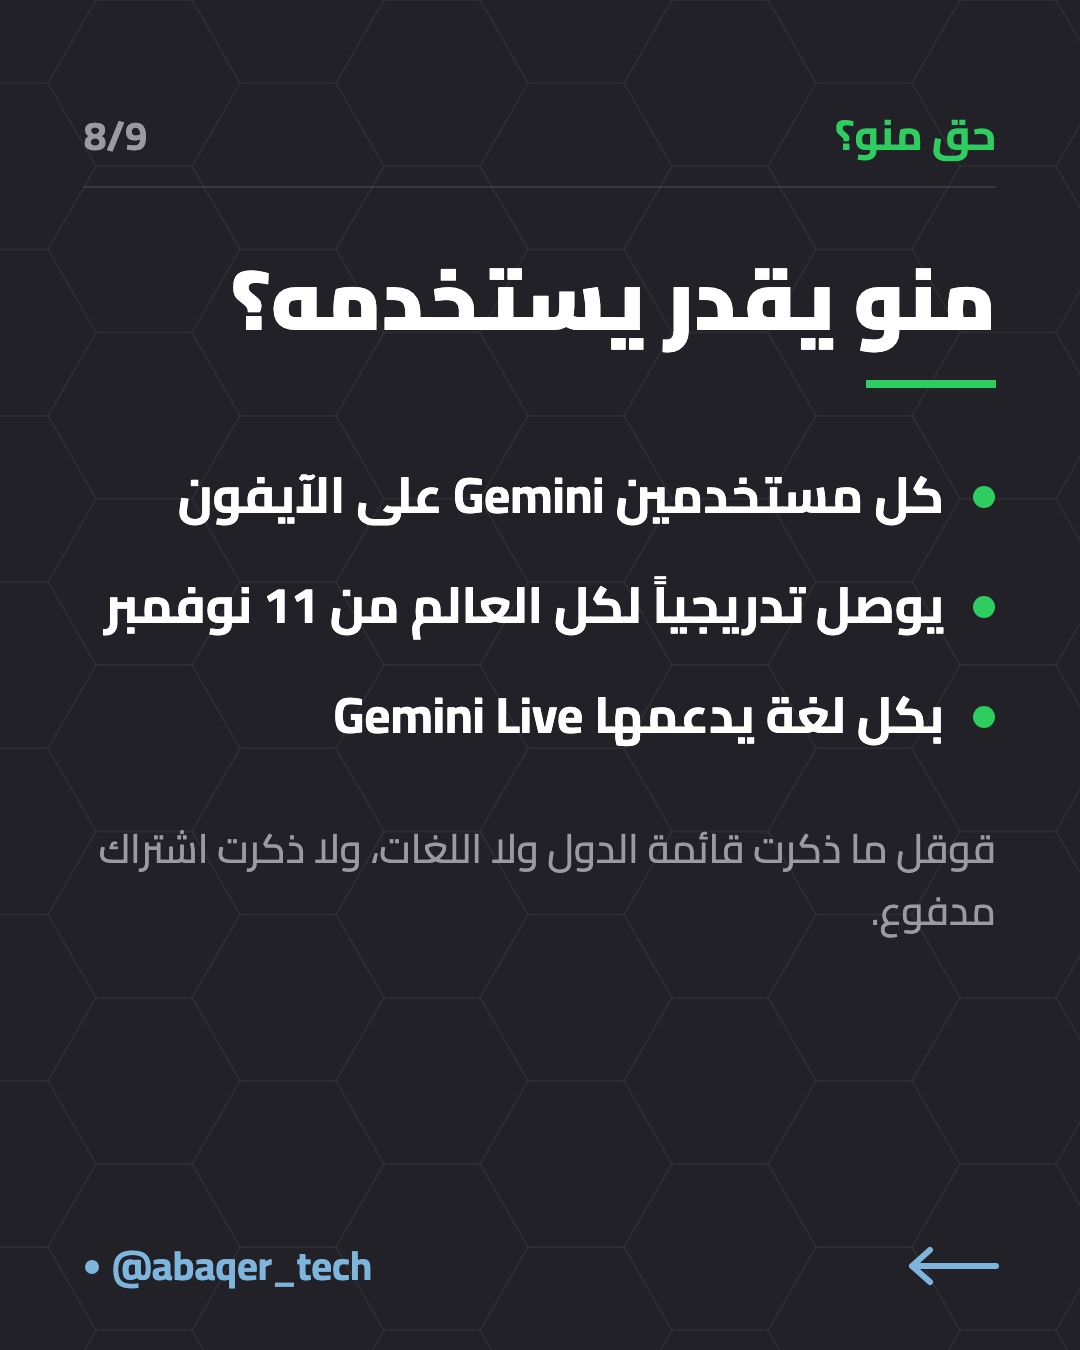 حق منو؟
8/9
منو يقدر يستخدمه؟
كل مستخدمين Gemini على الآيفون
يوصل تدريجياً لكل العالم من 11 نوفمبر
بكل لغة يدعمها Gemini Live
قوقل ما ذكرت قائمة الدول ولا اللغات، ولا ذكرت اشتراك
مدفوع.
@abaqer_tech